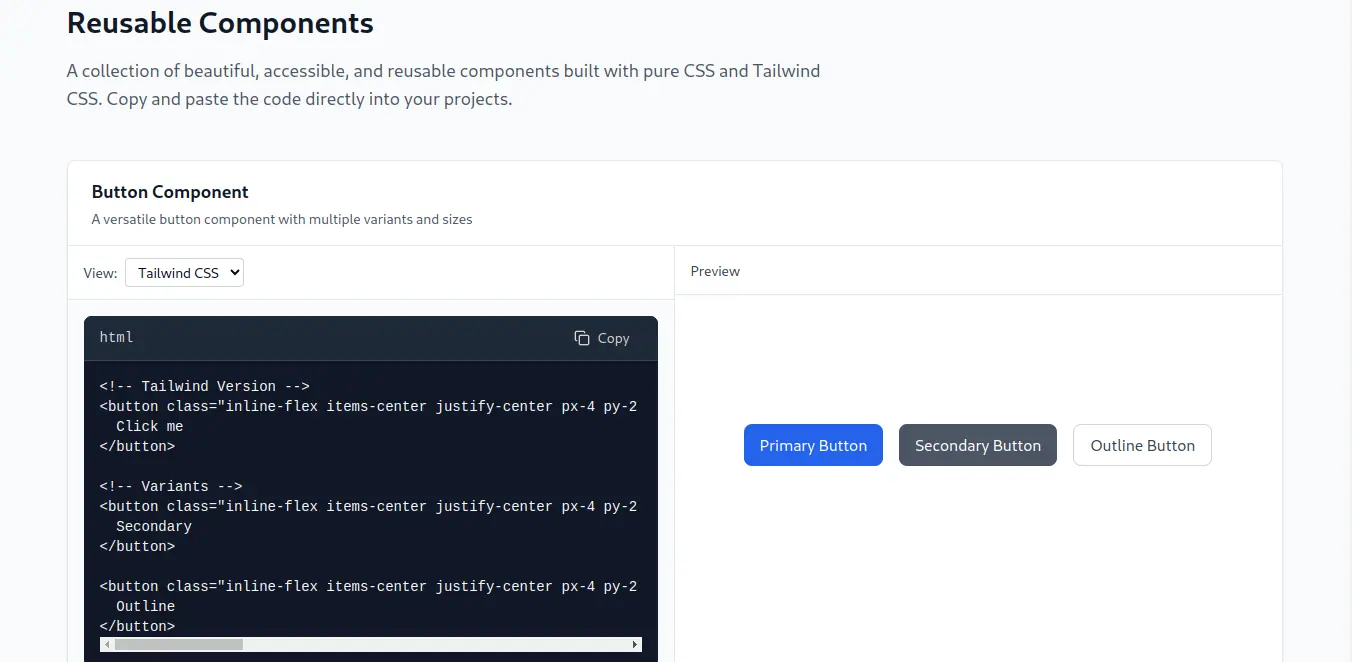 Reusable Components
A collection of beautiful, accessible, and reusable components built with pure CSS and Tailwind
CSS. Copy and paste the code directly into your projects.
Button Component
A versatile button component with multiple variants and sizes
View: Tailwind CSS
Preview
html
Copy
<!-- Tailwind Version -->
<button class="inline-flex items-center justify-center px-4 py-2
Click me
</button>
<!-- Variants -->
<button class="inline-flex items-center justify-center px-4 py-2
Secondary
</button>
<button class="inline-flex items-center justify-center px-4 py-2
Outline
</button>
Primary Button
Secondary Button
Outline Button